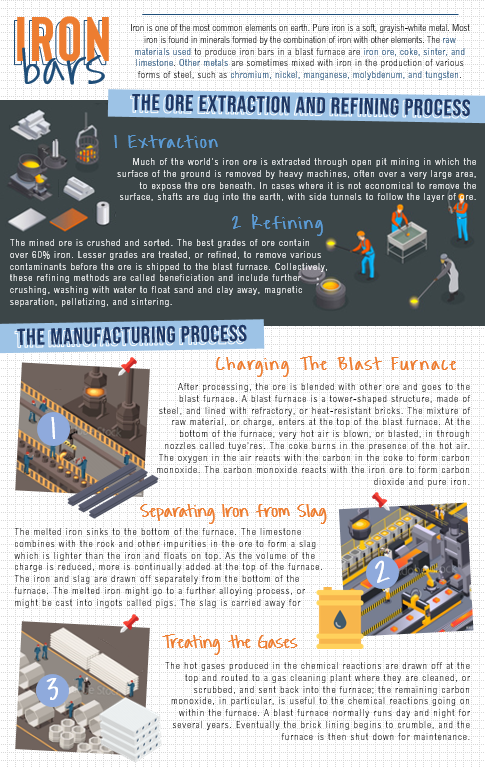 IRON
bars
Iron is one of the most common elements on earth. Pure iron is a soft, grayish-white metal. Most
iron is found in minerals formed by the combination of iron with other elements. The raw
materials used to produce iron bars in a blast furnace are iron ore, coke, sinter, and
limestone. Other metals are sometimes mixed with iron in the production of various
forms of steel, such as chromium, nickel, manganese, molybdenum, and tungsten.
THE ORE EXTRACTION AND REFINING PROCESS
1 Extraction
Much of the world's iron ore is extracted through open pit mining in which the
surface of the ground is removed by heavy machines, often over a very large area,
to expose the ore beneath. In cases where it is not economical to remove the
surface, shafts are dug into the earth, with side tunnels to follow the layer of ore.
2 Refining
The mined ore is crushed and sorted. The best grades of ore contain
over 60% iron. Lesser grades are treated, or refined, to remove various
contaminants before the ore is shipped to the blast furnace. Collectively,
these refining methods are called beneficiation and include further
crushing, washing with water to float sand and clay away, magnetic
separation, pelletizing, and sintering.
THE MANUFACTURING PROCESS
Charging The Blast Furnace
After processing, the ore is blended with other ore and goes to the
blast furnace. A blast furnace is a tower-shaped structure, made of
steel, and lined with refractory, or heat-resistant bricks. The mixture of
raw material, or charge, enters at the top of the blast furnace. At the
bottom of the furnace, very hot air is blown, or blasted, in through
nozzles called tuye'res. The coke burns in the presence of the hot air.
The oxygen in the air reacts with the carbon in the coke to form carbon
monoxide. The carbon monoxide reacts with the iron ore to form carbon
dioxide and pure iron.
1
Separating Iron from Slag
The melted iron sinks to the bottom of the furnace. The limestone
combines with the rock and other impurities in the ore to form a slag
which is lighter than the iron and floats on top. As the volume of the
charge is reduced, more is continually added at the top of the furnace.
The iron and slag are drawn off separately from the bottom of the
furnace. The melted iron might go to a further alloying process, or
might be cast into ingots called pigs. The slag is carried away for
2
Treating the Gases
The hot gases produced in the chemical reactions are drawn off at the
top and routed to a gas cleaning plant where they are cleaned, or
scrubbed, and sent back into the furnace; the remaining carbon
monoxide, in particular, is useful to the chemical reactions going on
within the furnace. A blast furnace normally runs day and night for
several years. Eventually the brick lining begins to crumble, and the
furnace is then shut down for maintenance.
3